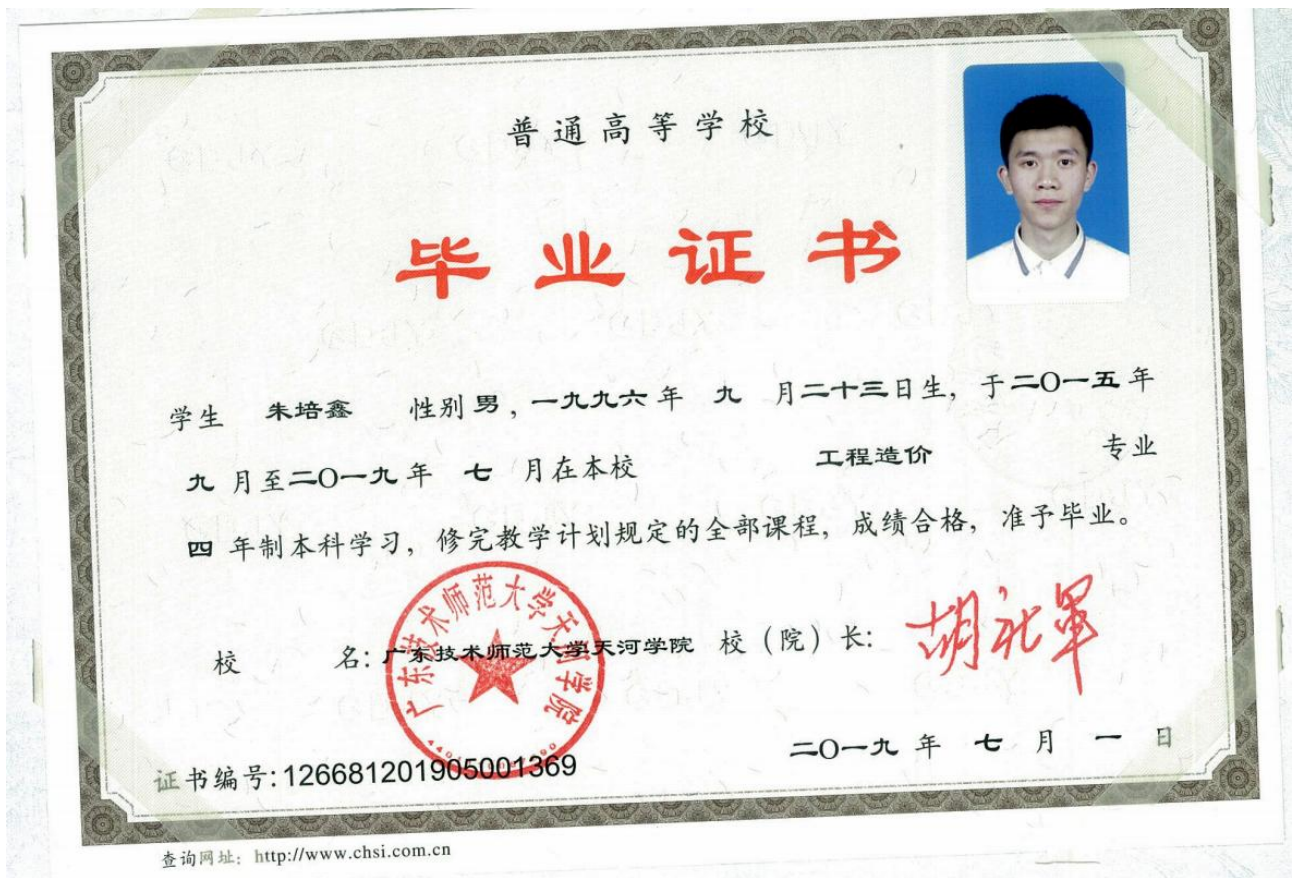 普通高等学校
毕业证书
学生 朱培鑫 性别男，一九九六年 九 月二十三日生，于二O一五年
九 月至二O一九年 七 月在本校 工程造价 专业
四 年制本科学习，修完教学计划规定的全部课程，成绩合格，准予毕业。
广东技术师范大学天河学院
校 名：广东技术师范大学天河学院 校（院）长：
二O一九 年 七 月 一 日
证书编号：126681201905001369
查询网址：http://www.chsi.com.cn